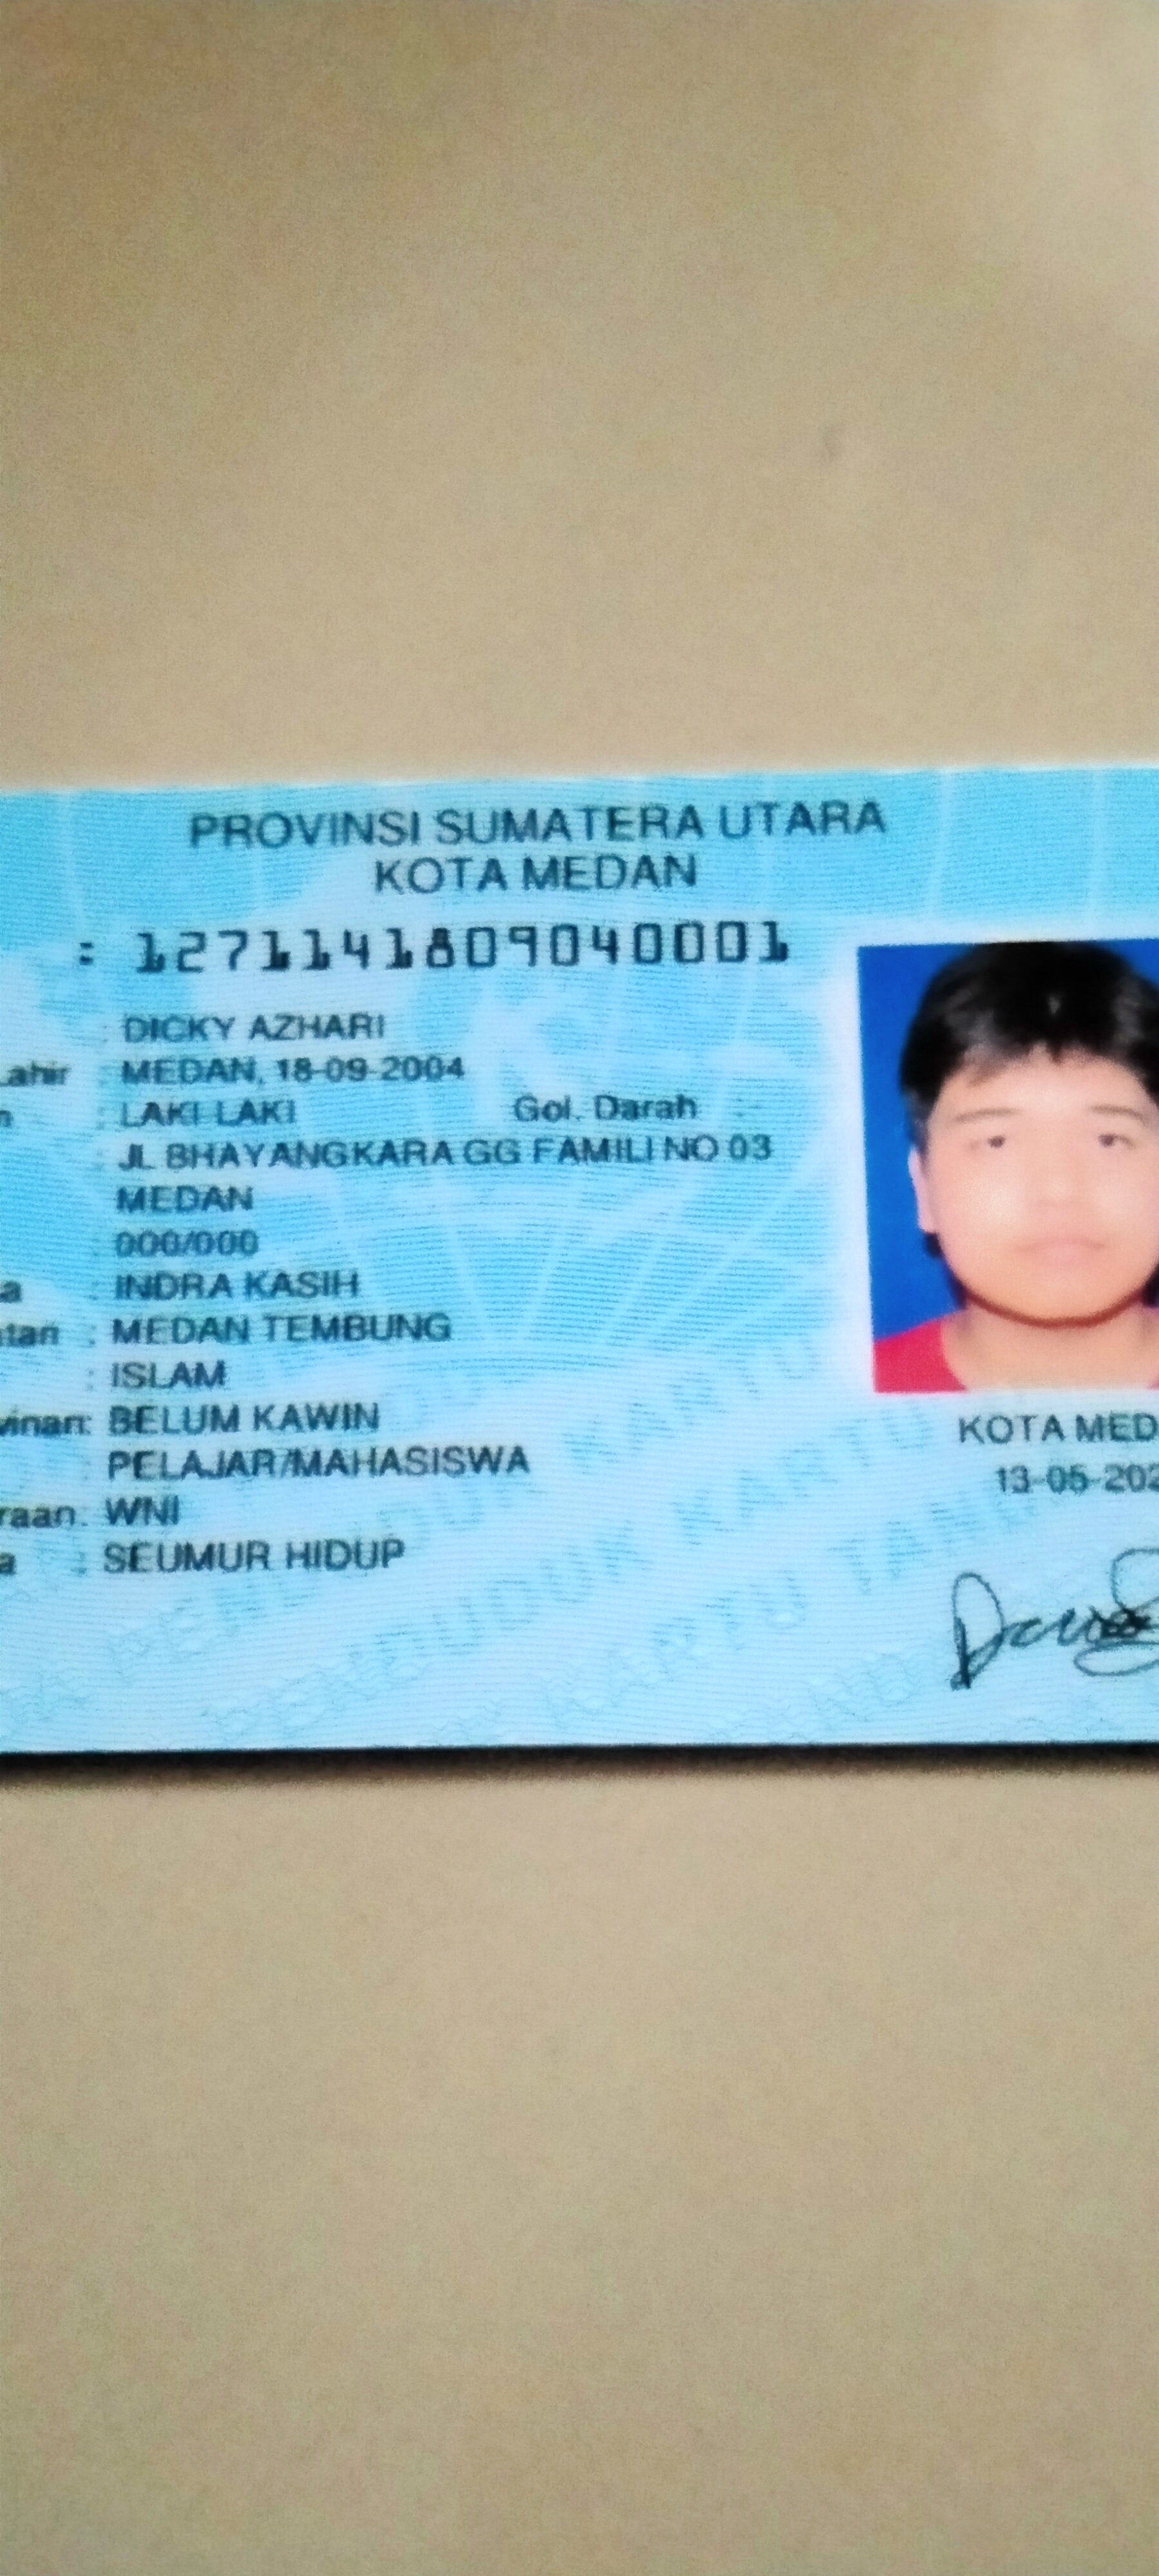 PROVINSI SUMATERA UTARA
KOTA MEDAN
: 1271141809040001
: DICKY AZHARI
Lahir : MEDAN, 18-09-2004
n : LAKI-LAKI Gol. Darah : -
: JL BHAYANGKARA GG FAMILI NO 03
MEDAN
: 000/000
a : INDRA KASIH
atan : MEDAN TEMBUNG
: ISLAM
winan: BELUM KAWIN
PELAJAR/MAHASISWA
raan: WNI
a : SEUMUR HIDUP
KOTA MED
13-05-202